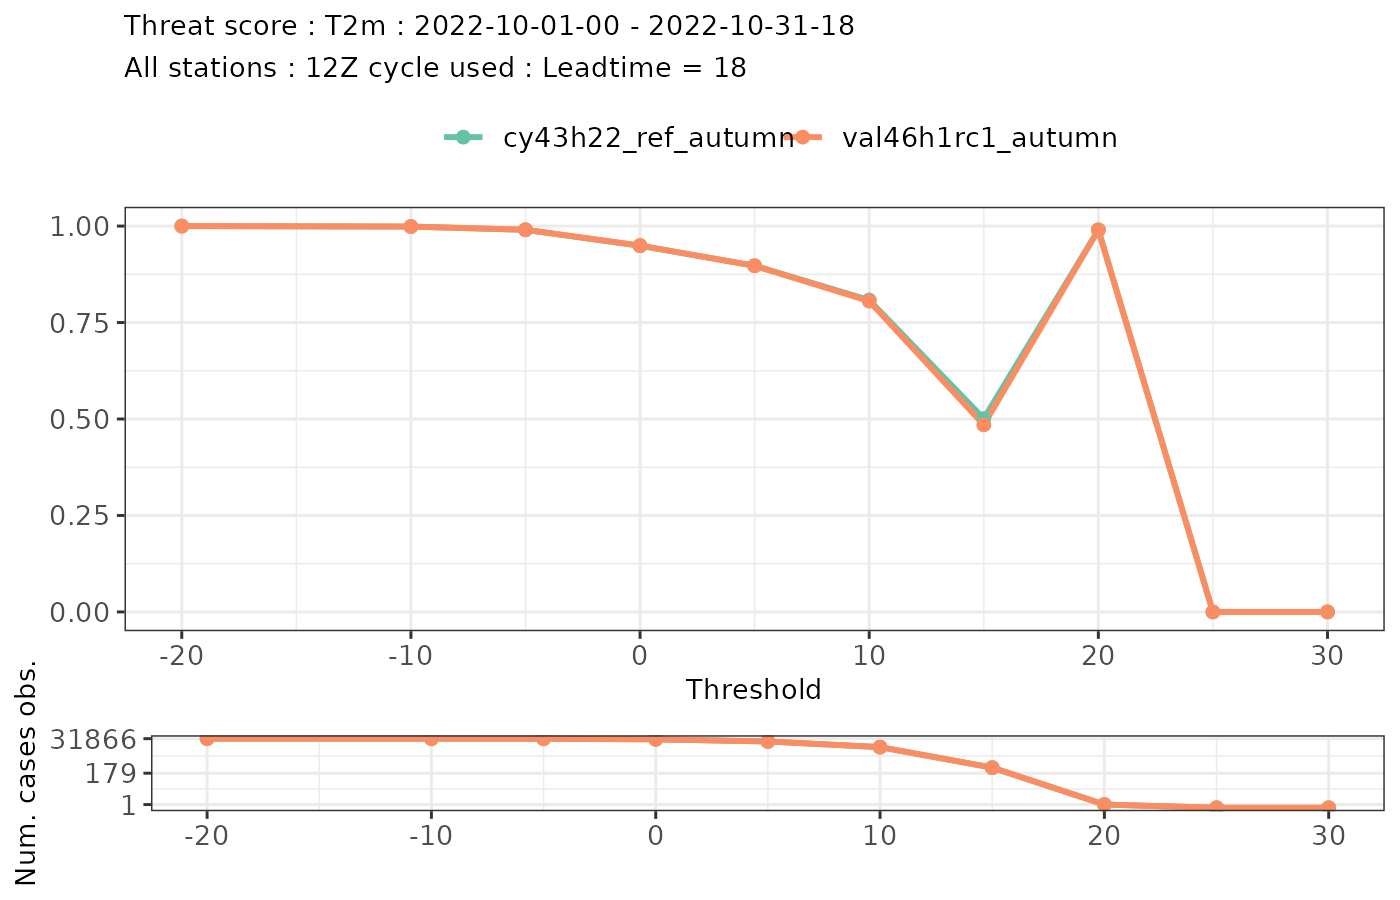 Threat score : T2m : 2022-10-01-00 - 2022-10-31-18
All stations : 12Z cycle used : Leadtime = 18
cy43h22_ref_autumn val46h1rc1_autumn
1.00
0.75
0.50
0.25
0.00
-20 -10 0 10 20 30
Threshold
Num. cases obs.
31866
179
1
-20 -10 0 10 20 30